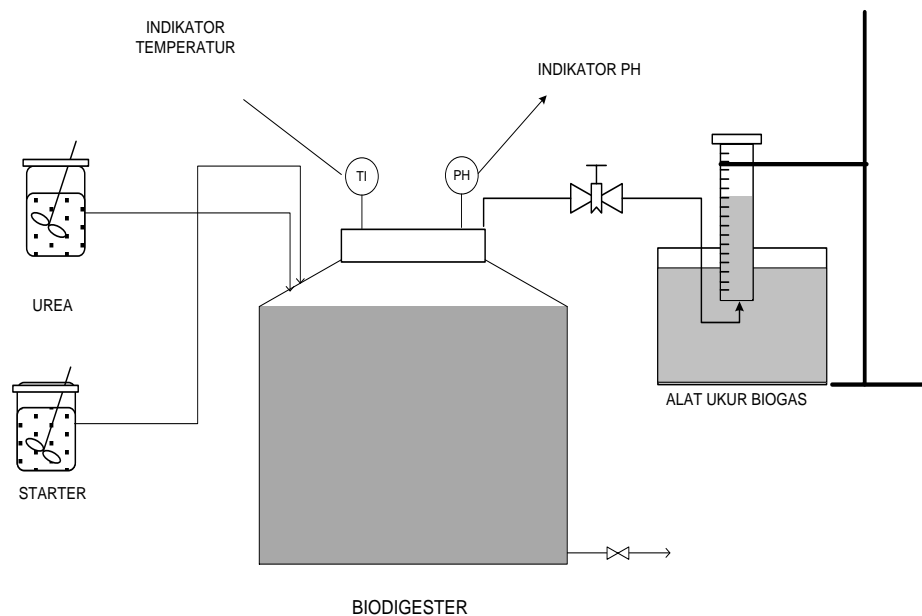 INDIKATOR
TEMPERATUR
INDIKATOR PH
TI
PH
UREA
ALAT UKUR BIOGAS
STARTER
BIODIGESTER